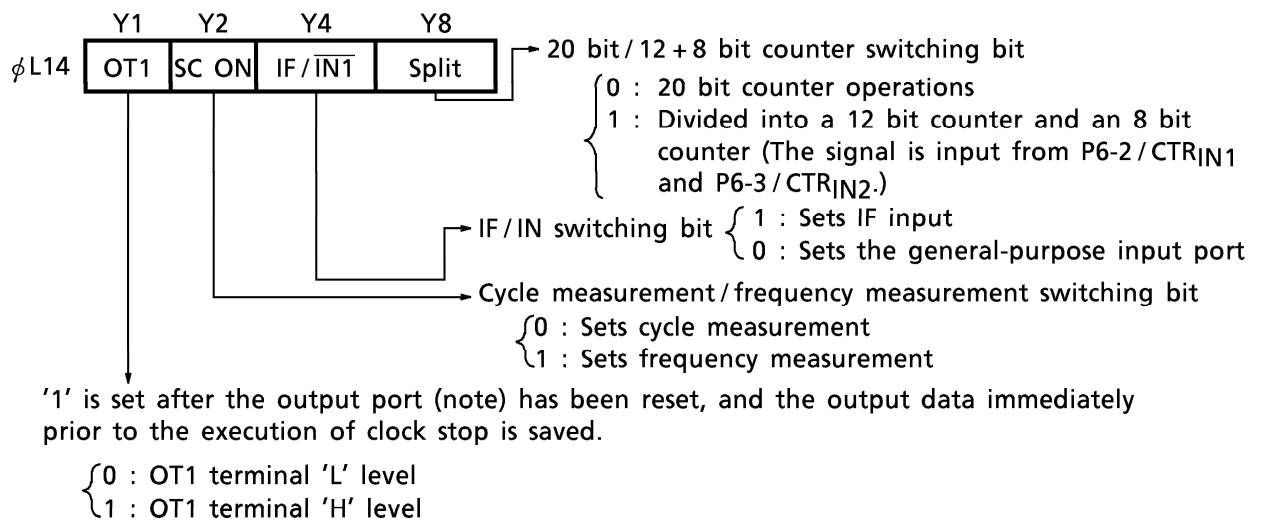 Y1 Y2 Y4 Y8
ϕL14 OT1 SC ON IF/IN1 Split
20 bit/12+8 bit counter switching bit
0 : 20 bit counter operations
1 : Divided into a 12 bit counter and an 8 bit
counter (The signal is input from P6-2/CTRIN1
and P6-3/CTRIN2.)
IF/IN switching bit
1 : Sets IF input
0 : Sets the general-purpose input port
Cycle measurement/frequency measurement switching bit
0 : Sets cycle measurement
1 : Sets frequency measurement
'1' is set after the output port (note) has been reset, and the output data immediately
prior to the execution of clock stop is saved.
0 : OT1 terminal 'L' level
1 : OT1 terminal 'H' level